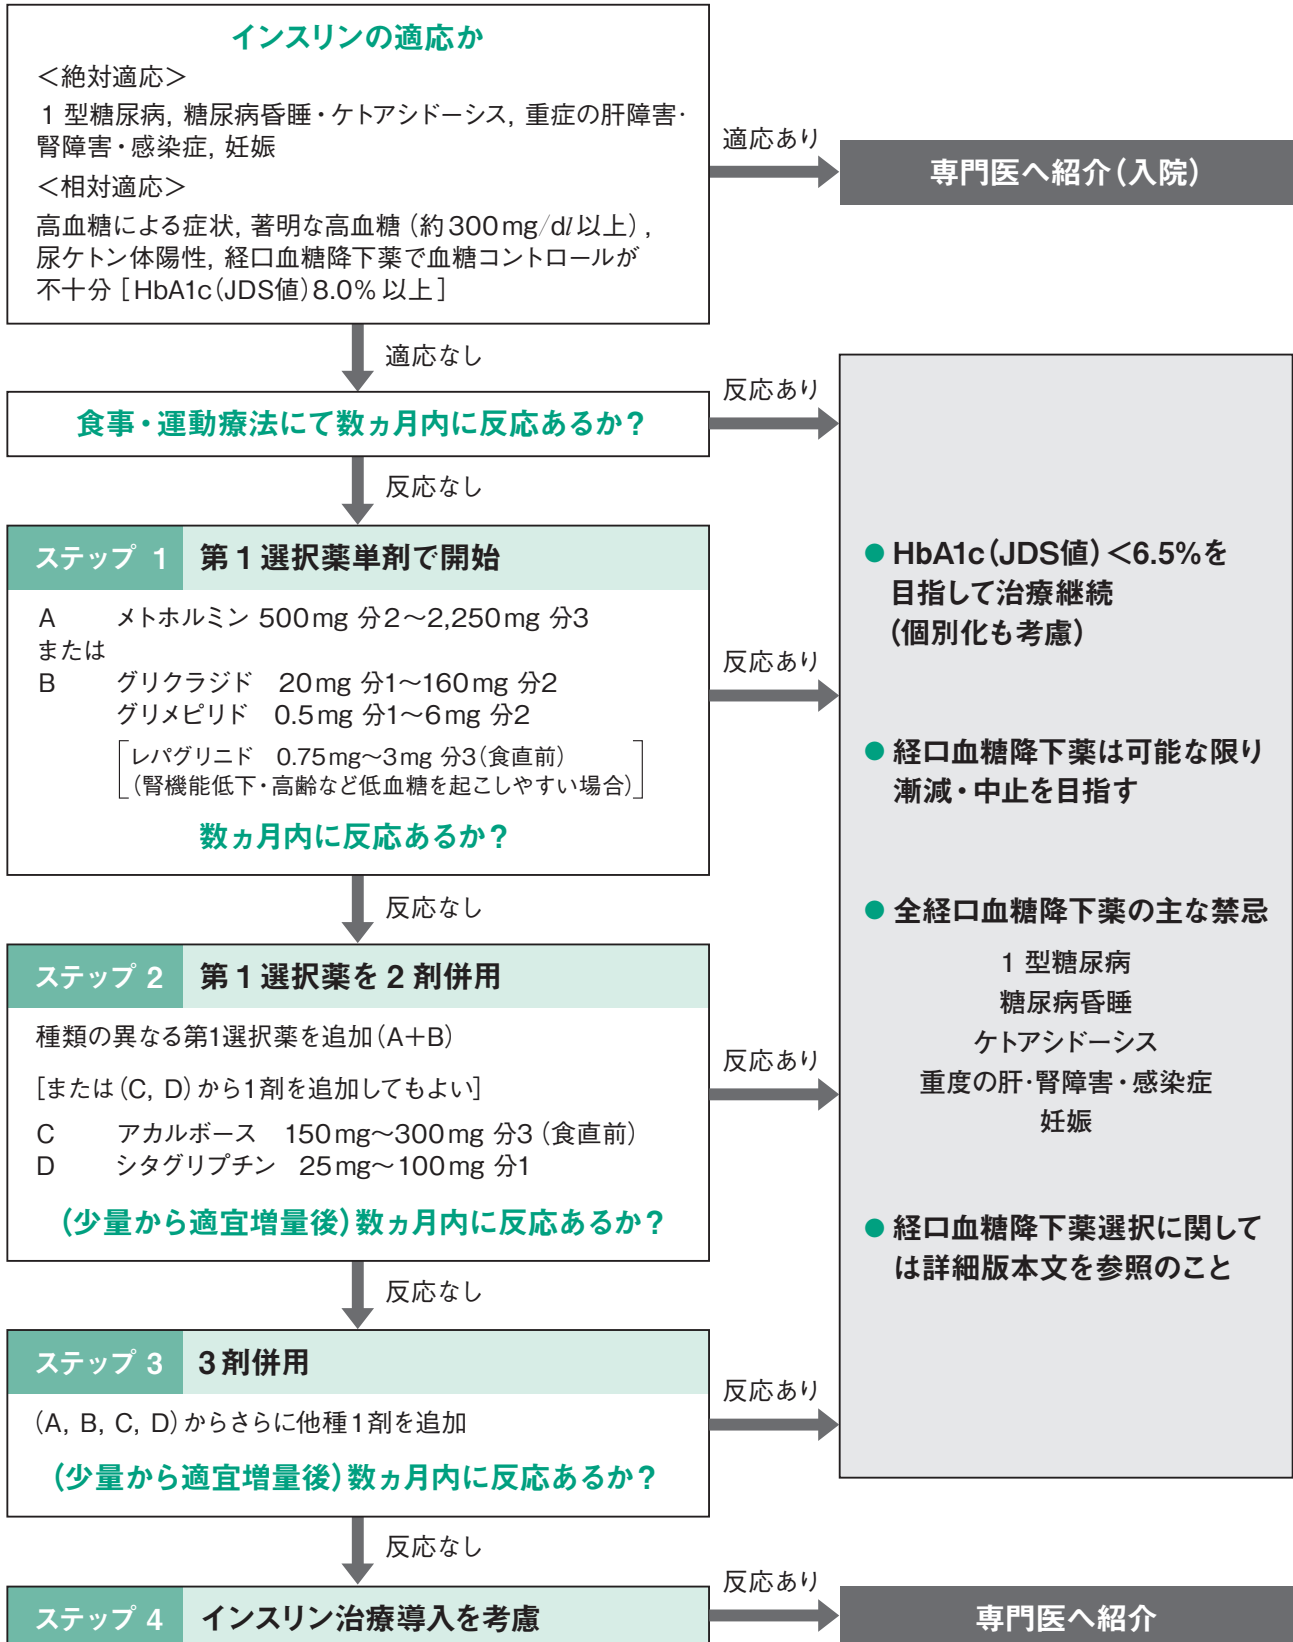 インスリンの適応か
＜絶対適応＞
1 型糖尿病, 糖尿病昏睡・ケトアシドーシス, 重症の肝障害・
腎障害・感染症, 妊娠
＜相対適応＞
高血糖による症状, 著明な高血糖（約300mg/dl以上）,
尿ケトン体陽性, 経口血糖降下薬で血糖コントロールが
不十分［HbA1c（JDS値）8.0%以上］
適応あり
専門医へ紹介（入院）
適応なし
食事・運動療法にて数ヵ月内に反応あるか？
反応あり
反応なし
ステップ 1 第1選択薬単剤で開始
A メトホルミン 500mg 分2～2,250mg 分3
または
B グリクラジド 20mg 分1～160mg 分2
グリメピリド 0.5mg 分1～6mg 分2
［レパグリニド 0.75mg～3mg 分3（食直前）
（腎機能低下・高齢など低血糖を起こしやすい場合）］
数ヵ月内に反応あるか？
反応あり
反応なし
ステップ 2 第1選択薬を2剤併用
種類の異なる第1選択薬を追加（A＋B）
［または（C, D）から1剤を追加してもよい］
C アカルボース 150mg～300mg 分3（食直前）
D シタグリプチン 25mg～100mg 分1
（少量から適宜増量後）数ヵ月内に反応あるか？
反応あり
反応なし
ステップ 3 3剤併用
（A, B, C, D）からさらに他種1剤を追加
（少量から適宜増量後）数ヵ月内に反応あるか？
反応あり
反応なし
ステップ 4 インスリン治療導入を考慮
反応あり
専門医へ紹介
● HbA1c（JDS値）＜6.5%を
目指して治療継続
（個別化も考慮）
● 経口血糖降下薬は可能な限り
漸減・中止を目指す
● 全経口血糖降下薬の主な禁忌
1 型糖尿病
糖尿病昏睡
ケトアシドーシス
重度の肝・腎障害・感染症
妊娠
● 経口血糖降下薬選択に関して
は詳細版本文を参照のこと